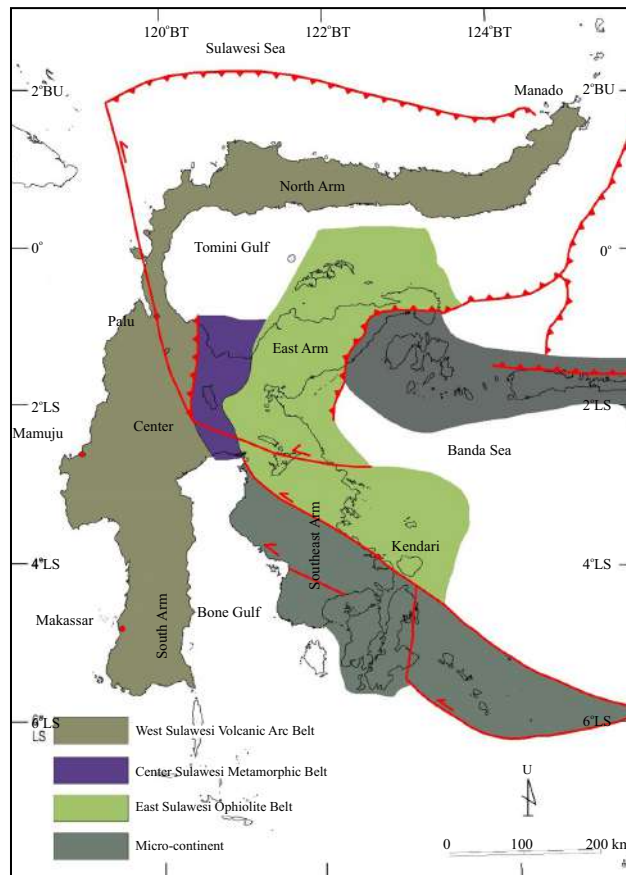 120°BT
122°BT
124°BT
Sulawesi Sea
2°BU
Manado
2°BU
North Arm
0°
Tomini Gulf
0°
Palu
East Arm
2°LS
Center
2°LS
Mamuju
Banda Sea
Southeast Arm
Kendari
4°LS
4°LS
Makassar
South Arm
Bone Gulf
6°LS
LS
6°LS
West Sulawesi Volcanic Arc Belt
Center Sulawesi Metamorphic Belt
U
East Sulawesi Ophiolite Belt
Micro-continent
0 100 200 km